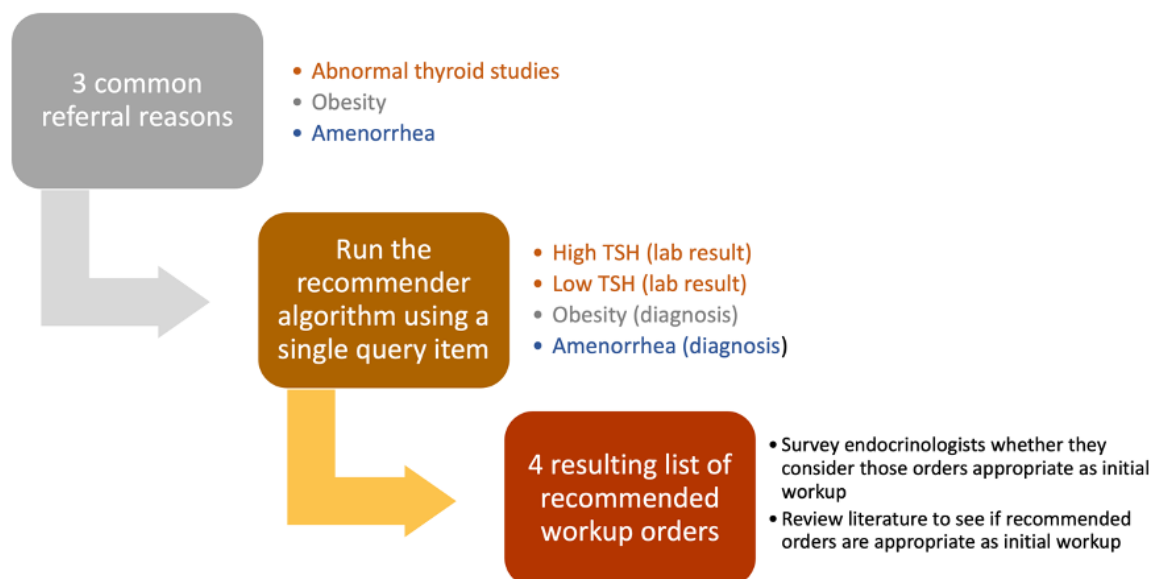 3 common
referral reasons
• Abnormal thyroid studies
• Obesity
• Amenorrhea
Run the
recommender
algorithm using a
single query item
• High TSH (lab result)
• Low TSH (lab result)
• Obesity (diagnosis)
• Amenorrhea (diagnosis)
4 resulting list of
recommended
workup orders
• Survey endocrinologists whether they
consider those orders appropriate as initial
workup
• Review literature to see if recommended
orders are appropriate as initial workup